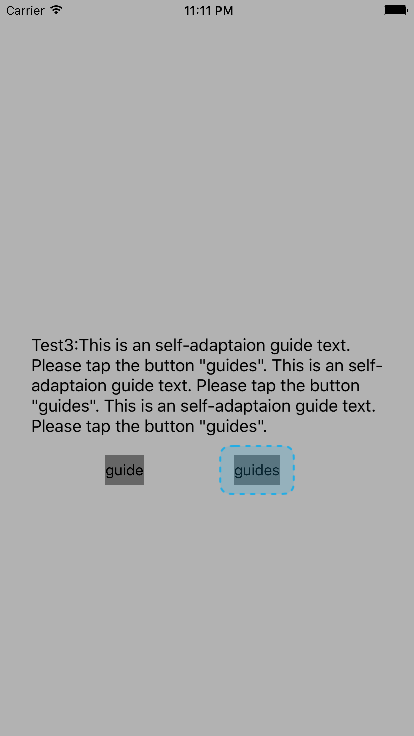 Carrier 11:11 PM
Test3:This is an self-adaptaion guide text.
Please tap the button "guides". This is an self-
adaptaion guide text. Please tap the button
"guides". This is an self-adaptaion guide text.
Please tap the button "guides".
guide guides